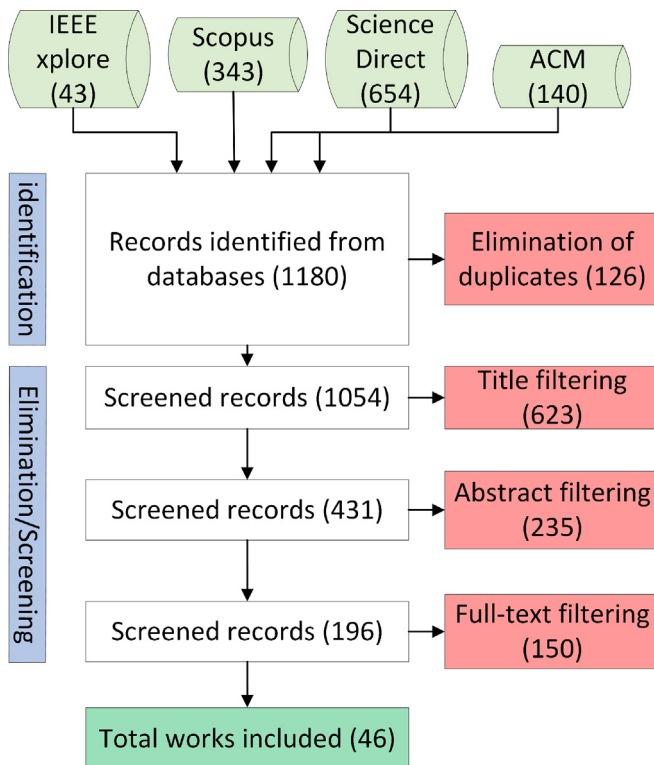 IEEE
xplore
(43)
Scopus
(343)
Science
Direct
(654)
ACM
(140)
identification
Records identified from
databases (1180)
Elimination of
duplicates (126)
Elimination/Screening
Screened records (1054)
Title filtering
(623)
Screened records (431)
Abstract filtering
(235)
Screened records (196)
Full-text filtering
(150)
Total works included (46)